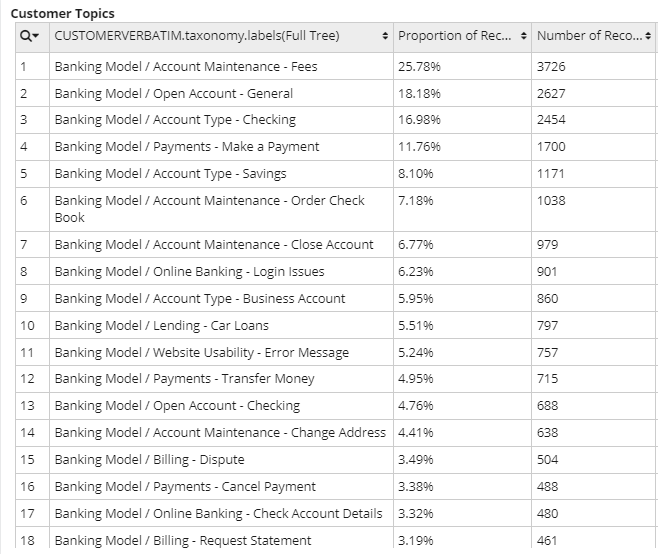 Customer Topics
CUSTOMERVERBATIM.taxonomy.labels(Full Tree) Proportion of Rec... Number of Reco...
1 Banking Model / Account Maintenance - Fees 25.78% 3726
2 Banking Model / Open Account - General 18.18% 2627
3 Banking Model / Account Type - Checking 16.98% 2454
4 Banking Model / Payments - Make a Payment 11.76% 1700
5 Banking Model / Account Type - Savings 8.10% 1171
6 Banking Model / Account Maintenance - Order Check 7.18% 1038
Book
7 Banking Model / Account Maintenance - Close Account 6.77% 979
8 Banking Model / Online Banking - Login Issues 6.23% 901
9 Banking Model / Account Type - Business Account 5.95% 860
10 Banking Model / Lending - Car Loans 5.51% 797
11 Banking Model / Website Usability - Error Message 5.24% 757
12 Banking Model / Payments - Transfer Money 4.95% 715
13 Banking Model / Open Account - Checking 4.76% 688
14 Banking Model / Account Maintenance - Change Address 4.41% 638
15 Banking Model / Billing - Dispute 3.49% 504
16 Banking Model / Payments - Cancel Payment 3.38% 488
17 Banking Model / Online Banking - Check Account Details 3.32% 480
18 Banking Model / Billing - Request Statement 3.19% 461